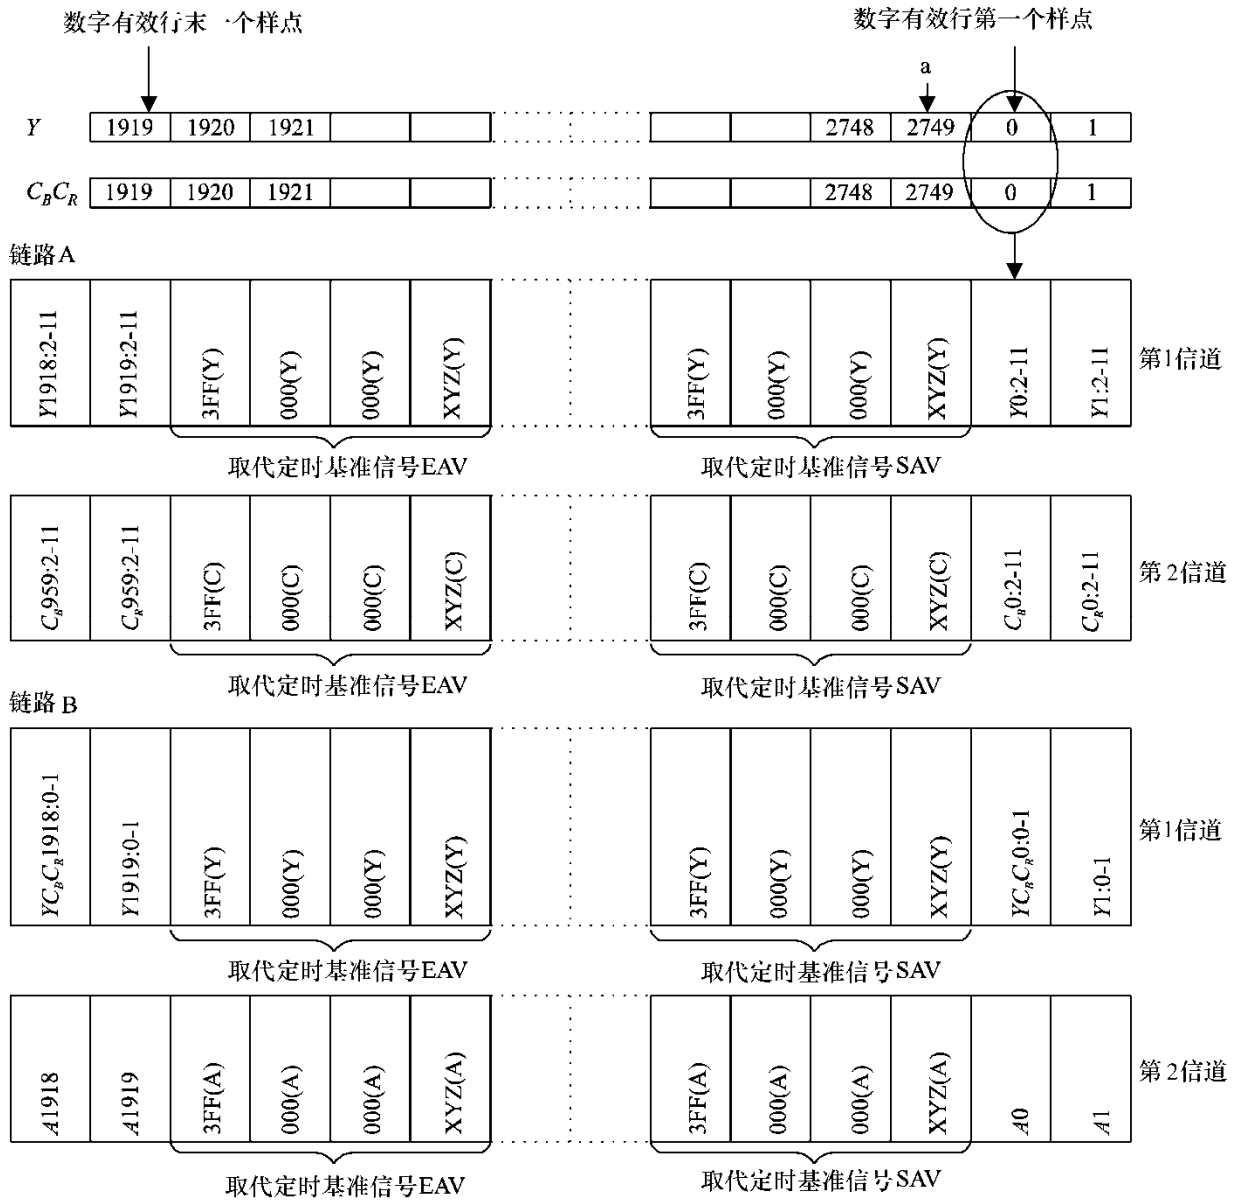 数字有效行末一个样点 数字有效行第一个样点
a
Y 1919 1920 1921 2748 2749 0 1
C_BC_R 1919 1920 1921 2748 2749 0 1
链路A
Y1918:2-11 Y1919:2-11 3FF(Y) 000(Y) 000(Y) XYZ(Y) 3FF(Y) 000(Y) 000(Y) XYZ(Y) Y0:2-11 Y1:2-11 第1信道
取代定时基准信号EAV 取代定时基准信号SAV
C_B959:2-11 C_R959:2-11 3FF(C) 000(C) 000(C) XYZ(C) 3FF(C) 000(C) 000(C) XYZ(C) C_B0:2-11 C_R0:2-11 第2信道
取代定时基准信号EAV 取代定时基准信号SAV
链路B
YC_BC_R1918:0-1 Y1919:0-1 3FF(Y) 000(Y) 000(Y) XYZ(Y) 3FF(Y) 000(Y) 000(Y) XYZ(Y) YC_BC_R0:0-1 Y1:0-1 第1信道
取代定时基准信号EAV 取代定时基准信号SAV
A1918 A1919 3FF(A) 000(A) 000(A) XYZ(A) 3FF(A) 000(A) 000(A) XYZ(A) A0 A1 第2信道
取代定时基准信号EAV 取代定时基准信号SAV